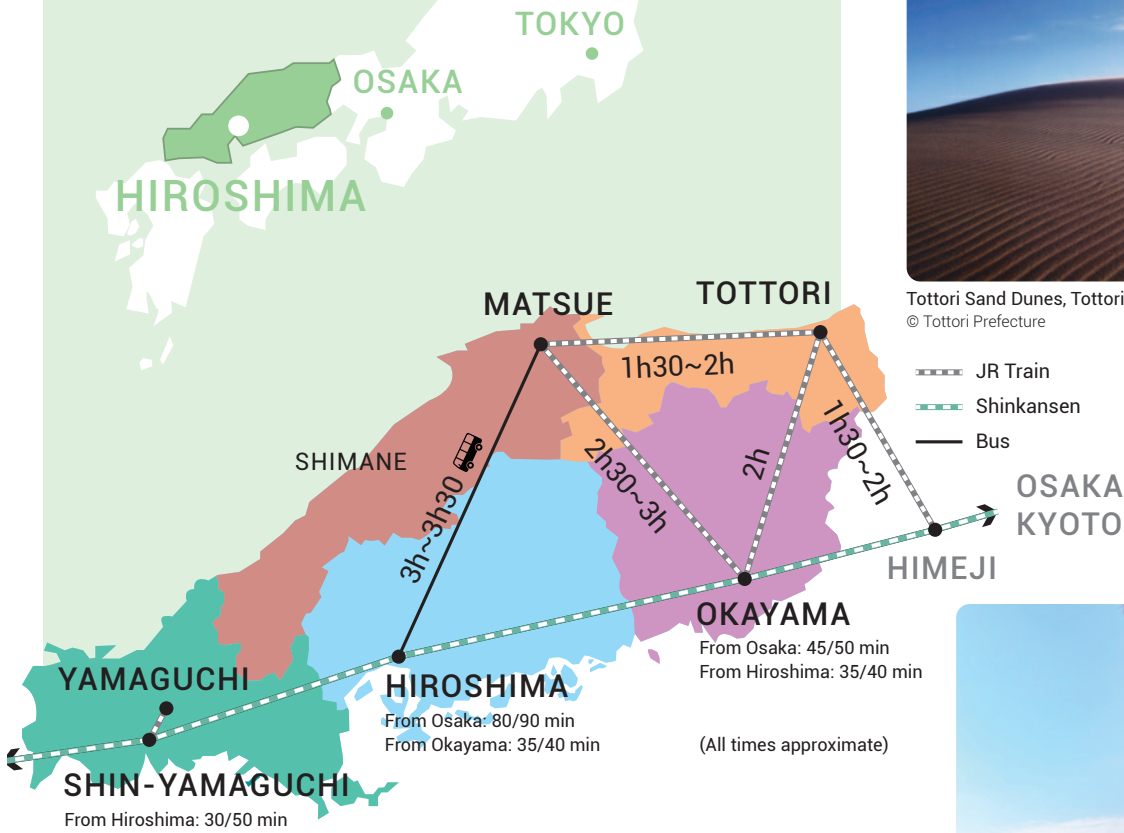 TOKYO
OSAKA
HIROSHIMA
MATSUE
TOTTORI
Tottori Sand Dunes, Tottori
© Tottori Prefecture
1h30~2h
JR Train
Shinkansen
Bus
SHIMANE
3h~3h30
2h30~3h
2h
1h30~2h
OSAKA
KYOTO
HIMEJI
OKAYAMA
From Osaka: 45/50 min
From Hiroshima: 35/40 min
YAMAGUCHI
HIROSHIMA
From Osaka: 80/90 min
From Okayama: 35/40 min
(All times approximate)
SHIN-YAMAGUCHI
From Hiroshima: 30/50 min